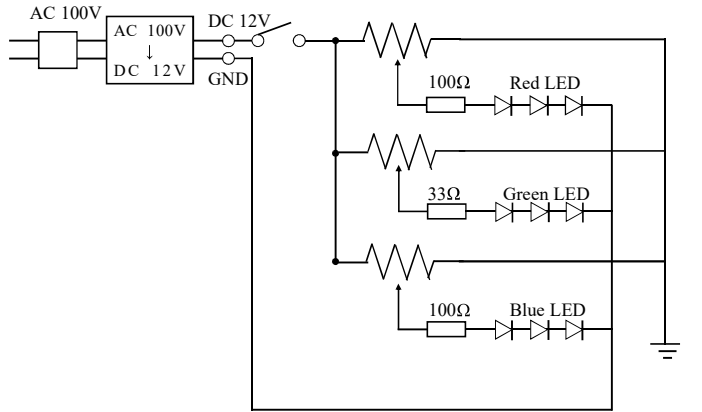 AC 100V
DC 12V
AC 100V
↓
DC 12V
GND
100Ω
Red LED
33Ω
Green LED
100Ω
Blue LED